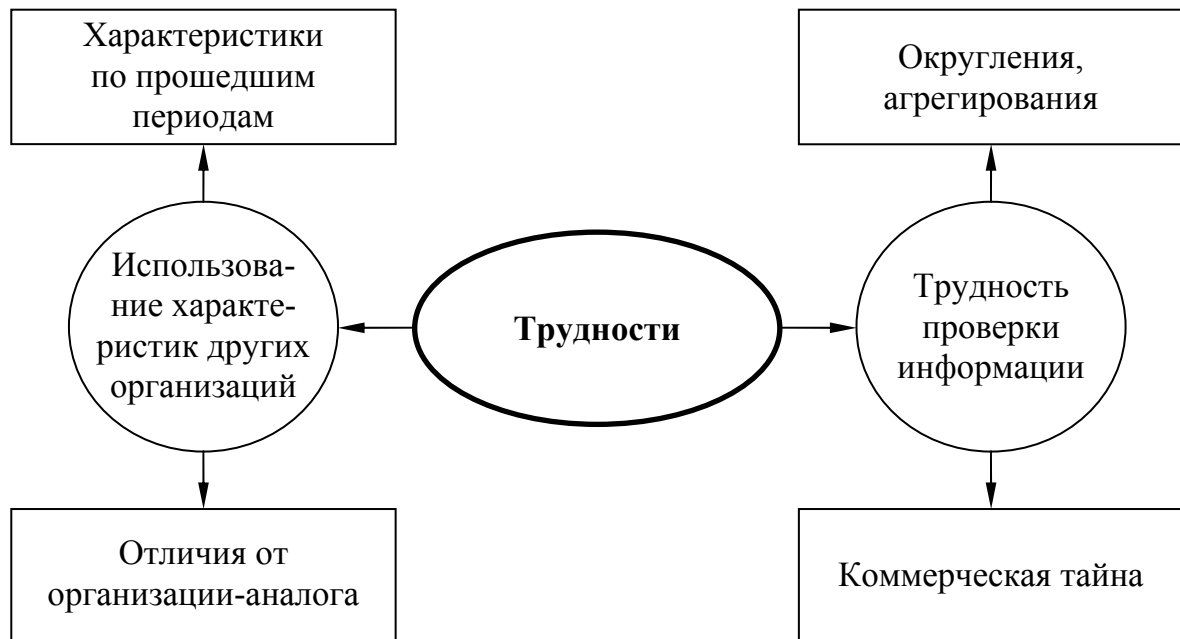 Характеристики
по прошедшим
периодам
Округления,
агрегирования
Использова-
ние характе-
ристик других
организаций
Трудности
Трудность
проверки
информации
Отличия от
организации-аналога
Коммерческая тайна